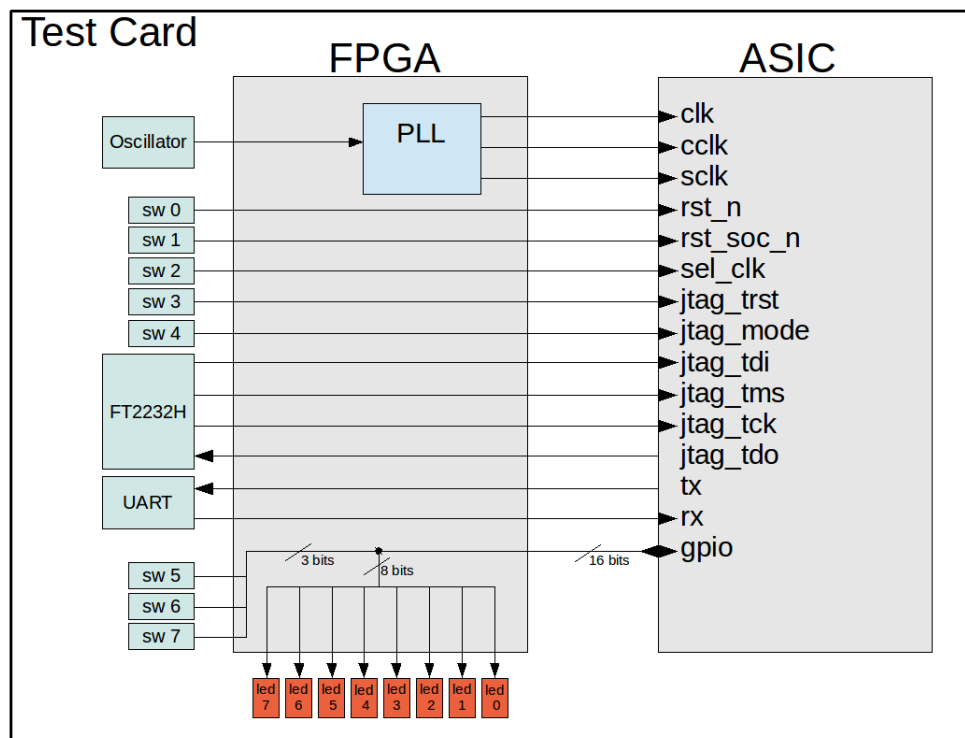 Test Card
FPGA
ASIC
Oscillator
PLL
clk
cclk
sclk
sw 0
rst_n
sw 1
rst_soc_n
sw 2
sel_clk
sw 3
jtag_trst
sw 4
jtag_mode
FT2232H
jtag_tdi
jtag_tms
jtag_tck
jtag_tdo
UART
tx
rx
3 bits
8 bits
16 bits
gpio
sw 5
sw 6
sw 7
led
7
led
6
led
5
led
4
led
3
led
2
led
1
led
0